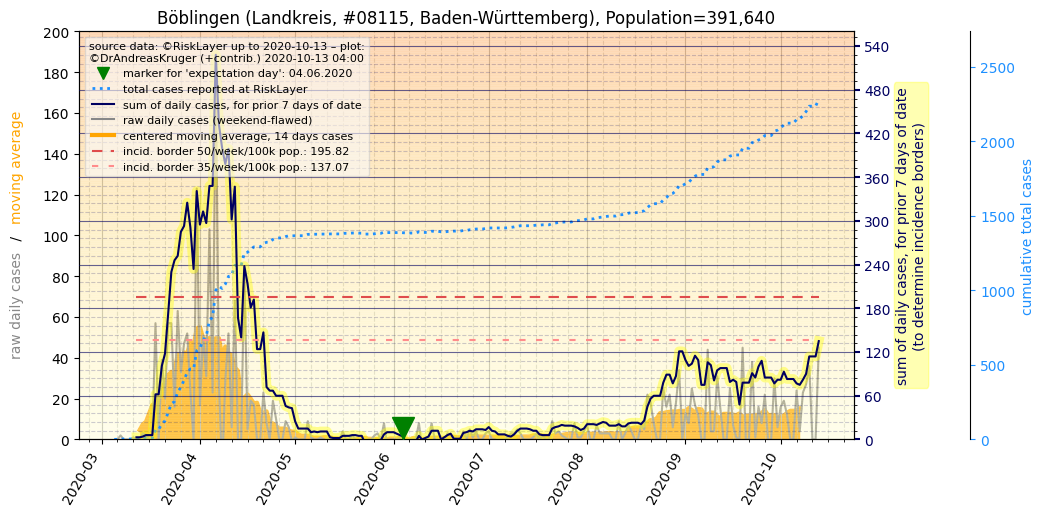 Böblingen (Landkreis, #08115, Baden-Württemberg), Population=391,640
source data: ©RiskLayer up to 2020-10-13 – plot:
©DrAndreasKruger (+contrib.) 2020-10-13 04:00
marker for 'expectation day': 04.06.2020
total cases reported at RiskLayer
sum of daily cases, for prior 7 days of date
raw daily cases (weekend-flawed)
centered moving average, 14 days cases
incid. border 50/week/100k pop.: 195.82
incid. border 35/week/100k pop.: 137.07
raw daily cases / moving average
200
180
160
140
120
100
80
60
40
20
0
540
480
420
360
300
240
180
120
60
0
sum of daily cases, for prior 7 days of date
(to determine incidence borders)
2500
2000
1500
1000
500
0
cumulative total cases
2020-03
2020-04
2020-05
2020-06
2020-07
2020-08
2020-09
2020-10